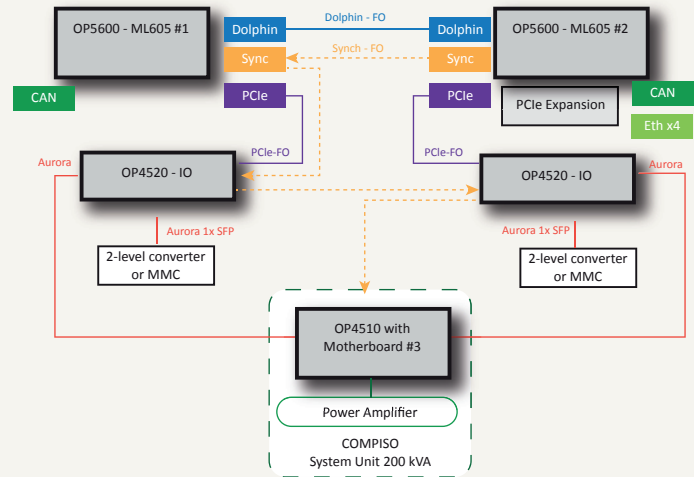 OP5600 - ML605 #1
Dolphin
Dolphin - FO
Dolphin
OP5600 - ML605 #2
Sync
Synch - FO
Sync
CAN
PCIe
PCIe
PCIe Expansion
CAN
Eth x4
Aurora
PCIe-FO
PCIe-FO
Aurora
OP4520 - IO
OP4520 - IO
Aurora 1x SFP
Aurora 1x SFP
2-level converter
or MMC
2-level converter
or MMC
OP4510 with
Motherboard #3
Power Amplifier
COMPISO
System Unit 200 kVA